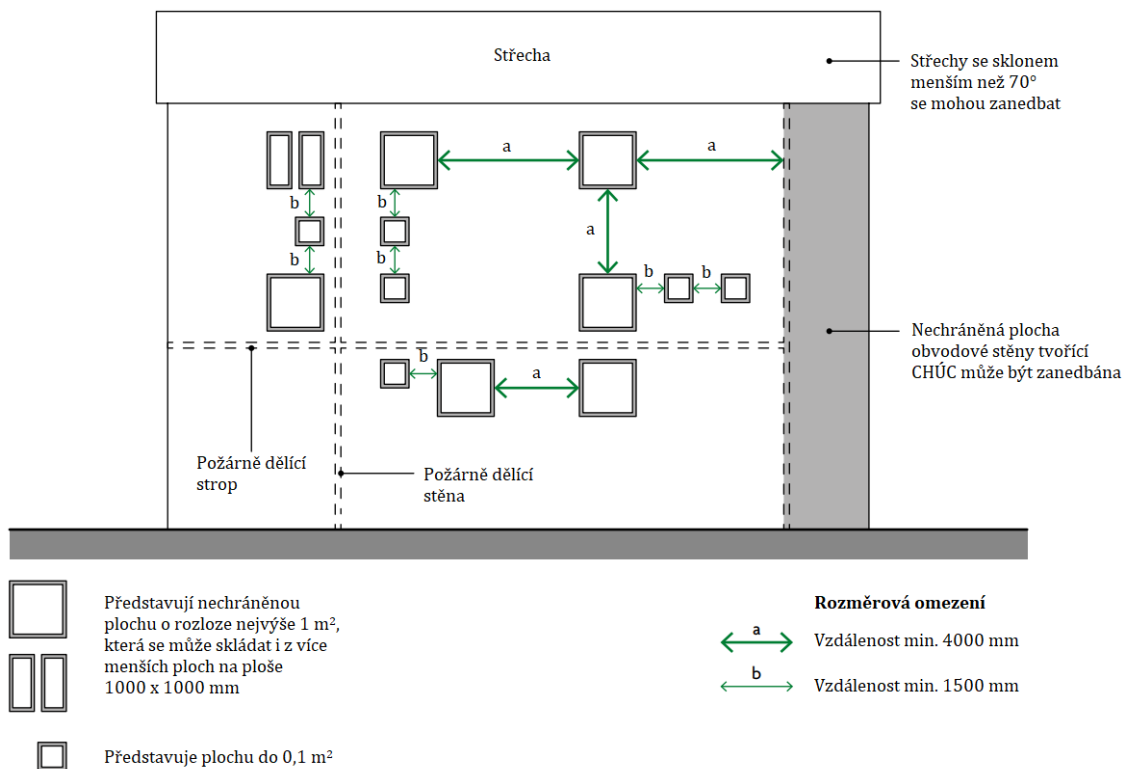 Střecha
Střechy se sklonem
menším než 70°
se mohou zanedbat
a
a
b
b
a
b
b
b
b
Nechráněná plocha
obvodové stěny tvořící
CHÚC může být zanedbána
b
a
Požárně dělící
strop
Požárně dělící
stěna
Představují nechráněnou
plochu o rozloze nejvýše 1 m²,
která se může skládat i z více
menších ploch na ploše
1000 x 1000 mm
Představuje plochu do 0,1 m²
Rozměrová omezení
a
Vzdálenost min. 4000 mm
b
Vzdálenost min. 1500 mm